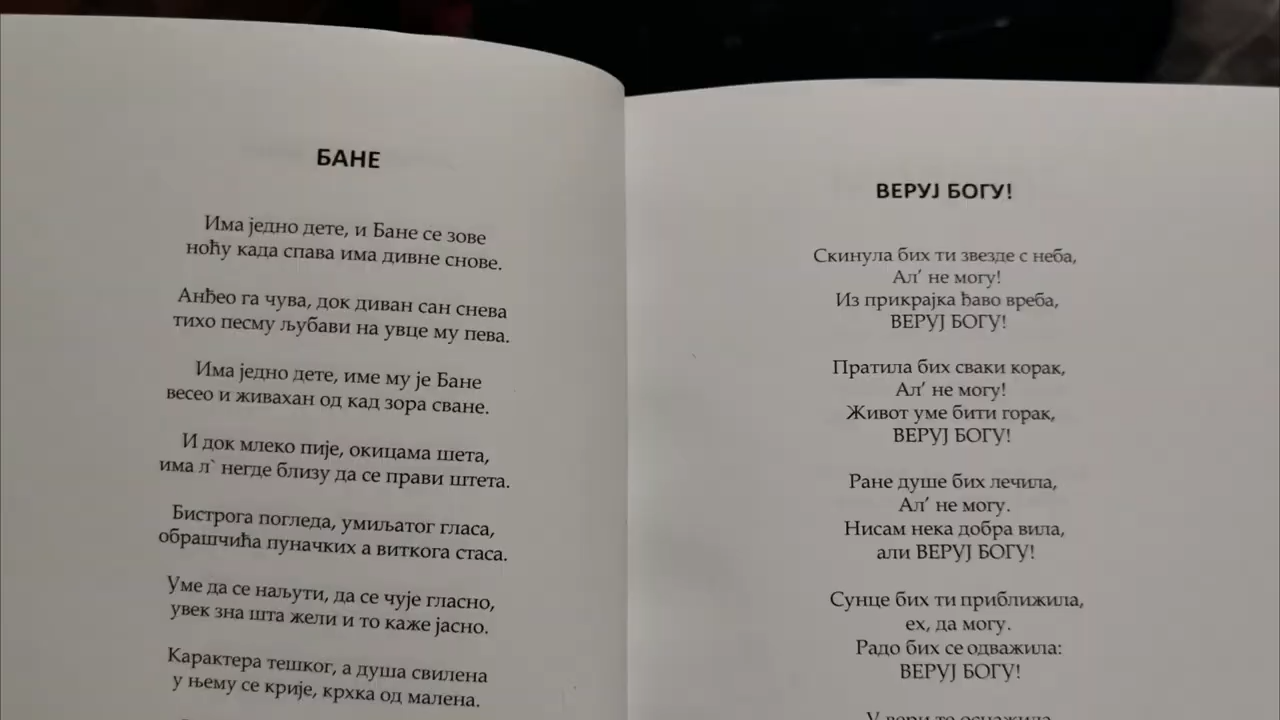 БАНЕ
Има једно дете, и Бане се зове
ноћу када спава има дивне снове.
Анђео га чува, док диван сан снева
тихо песму љубави на увце му пева.
Има једно дете, име му је Бане
весео и живахан од кад зора сване.
И док млеко пије, окицама шета,
има л` негде близу да се прави штета.
Бистрога погледа, умиљатог гласа,
обрашчића пуначких а виткога стаса.
Уме да се наљути, да се чује гласно,
увек зна шта жели и то каже јасно.
Карактера тешког, а душа свилена
у њему се крије, крхка од малена.
ВЕРУЈ БОГУ!
Скинула бих ти звезде с неба,
Ал’ не могу!
Из прикрајка ђаво вреба,
ВЕРУЈ БОГУ!
Пратила бих сваки корак,
Ал’ не могу!
Живот уме бити горак,
ВЕРУЈ БОГУ!
Ране душе бих лечила,
Ал’ не могу.
Нисам нека добра вила,
али ВЕРУЈ БОГУ!
Сунце бих ти приближила,
ех, да могу.
Радо бих се одважила:
ВЕРУЈ БОГУ!
У вери те оснажила